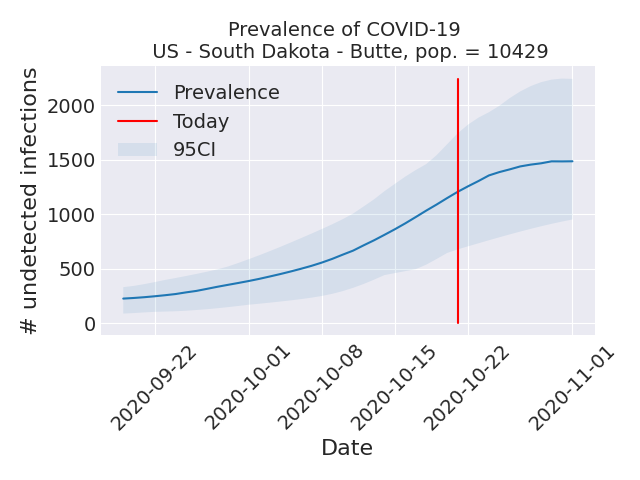 Prevalence of COVID-19
US - South Dakota - Butte, pop. = 10429
# undetected infections
2000
1500
1000
500
0
Prevalence
Today
95CI
2020-09-22
2020-10-01
2020-10-08
2020-10-15
2020-10-22
2020-11-01
Date